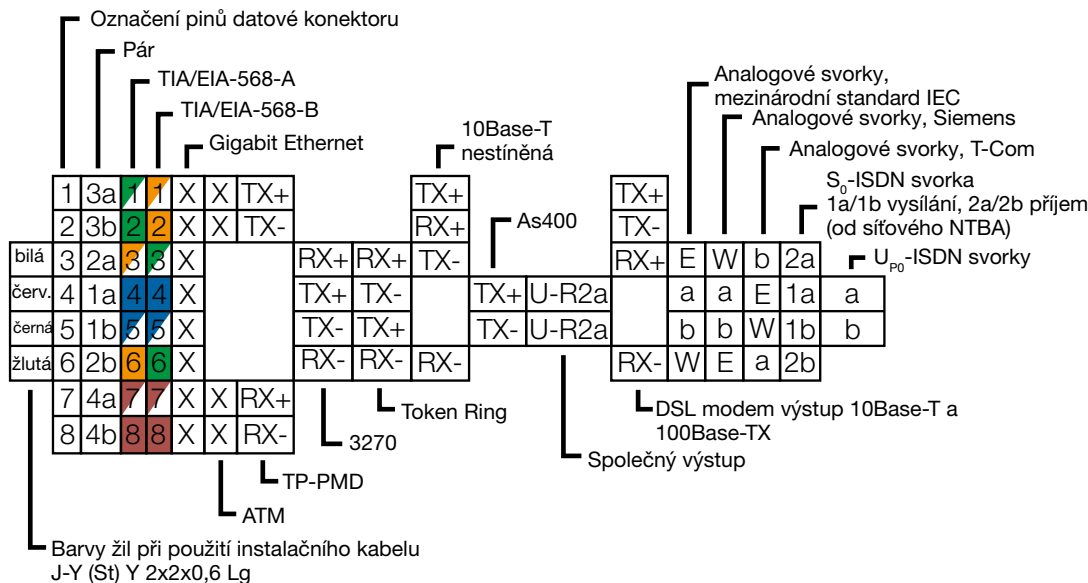 Označení pinů datové konektoru
Pár
TIA/EIA-568-A
TIA/EIA-568-B
Gigabit Ethernet
10Base-T
nestíněná
As400
Analogové svorky,
mezinárodní standard IEC
Analogové svorky, Siemens
Analogové svorky, T-Com
S0-ISDN svorka
1a/1b vysílání, 2a/2b příjem
(od síťového NTBA)
UP0-ISDN svorky
1 3a 1 1 X X TX+ TX+ TX+
2 3b 2 2 X X TX- RX+ TX-
bilá 3 2a 3 3 X RX+ RX+ TX- RX+ E W b 2a
červ. 4 1a 4 4 X TX+ TX- TX+ U-R2a a a E 1a a
černá 5 1b 5 5 X TX- TX+ TX- U-R2a b b W 1b b
žlutá 6 2b 6 6 X RX- RX- RX- RX- W E a 2b
7 4a 7 7 X X RX+
8 4b 8 8 X X RX-
Token Ring
3270
TP-PMD
ATM
DSL modem výstup 10Base-T a
100Base-TX
Společný výstup
Barvy žil při použití instalačního kabelu
J-Y (St) Y 2x2x0,6 Lg